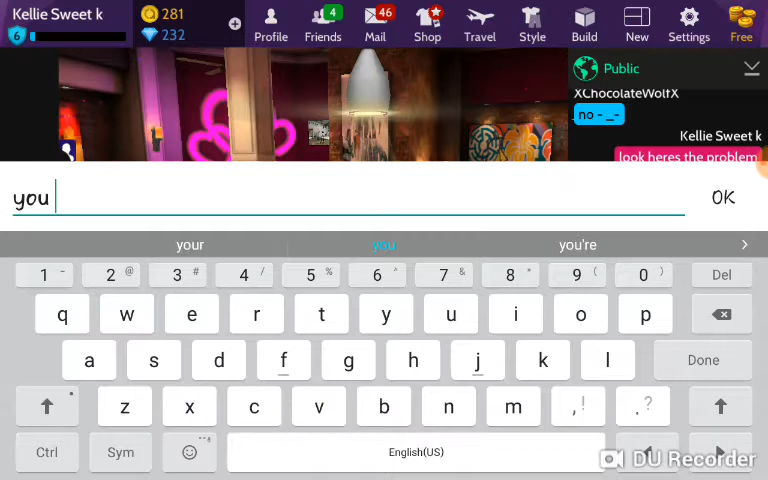 Kellie Sweet k
281
6
232
Profile
4
Friends
46
Mail
Shop
Travel
Style
Build
New
Settings
Free
Public
XChocolateWolfX
no - _-
Kellie Sweet k
look heres the problem
you
OK
your you you're
1 - 2 @ 3 # 4 / 5 % 6 ^ 7 & 8 * 9 ( 0 ) Del
q w e r t y u i o p
a s d f g h j k l Done
z x c v b n m , ! . ?
Ctrl Sym English(US)
DU Recorder